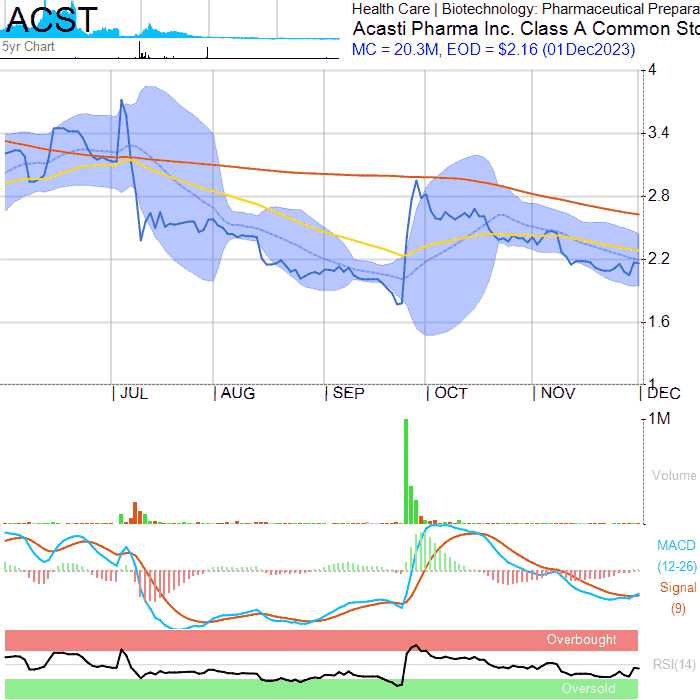 ACST
Health Care | Biotechnology: Pharmaceutical Prepara
Acasti Pharma Inc. Class A Common Sto
5yr Chart
MC = 20.3M, EOD = $2.16 (01Dec2023)
4
3.4
2.8
2.2
1.6
1
JUL
AUG
SEP
OCT
NOV
DEC
1M
Volume
MACD
(12-26)
Signal
(9)
Overbought
RSI(14)
Oversold